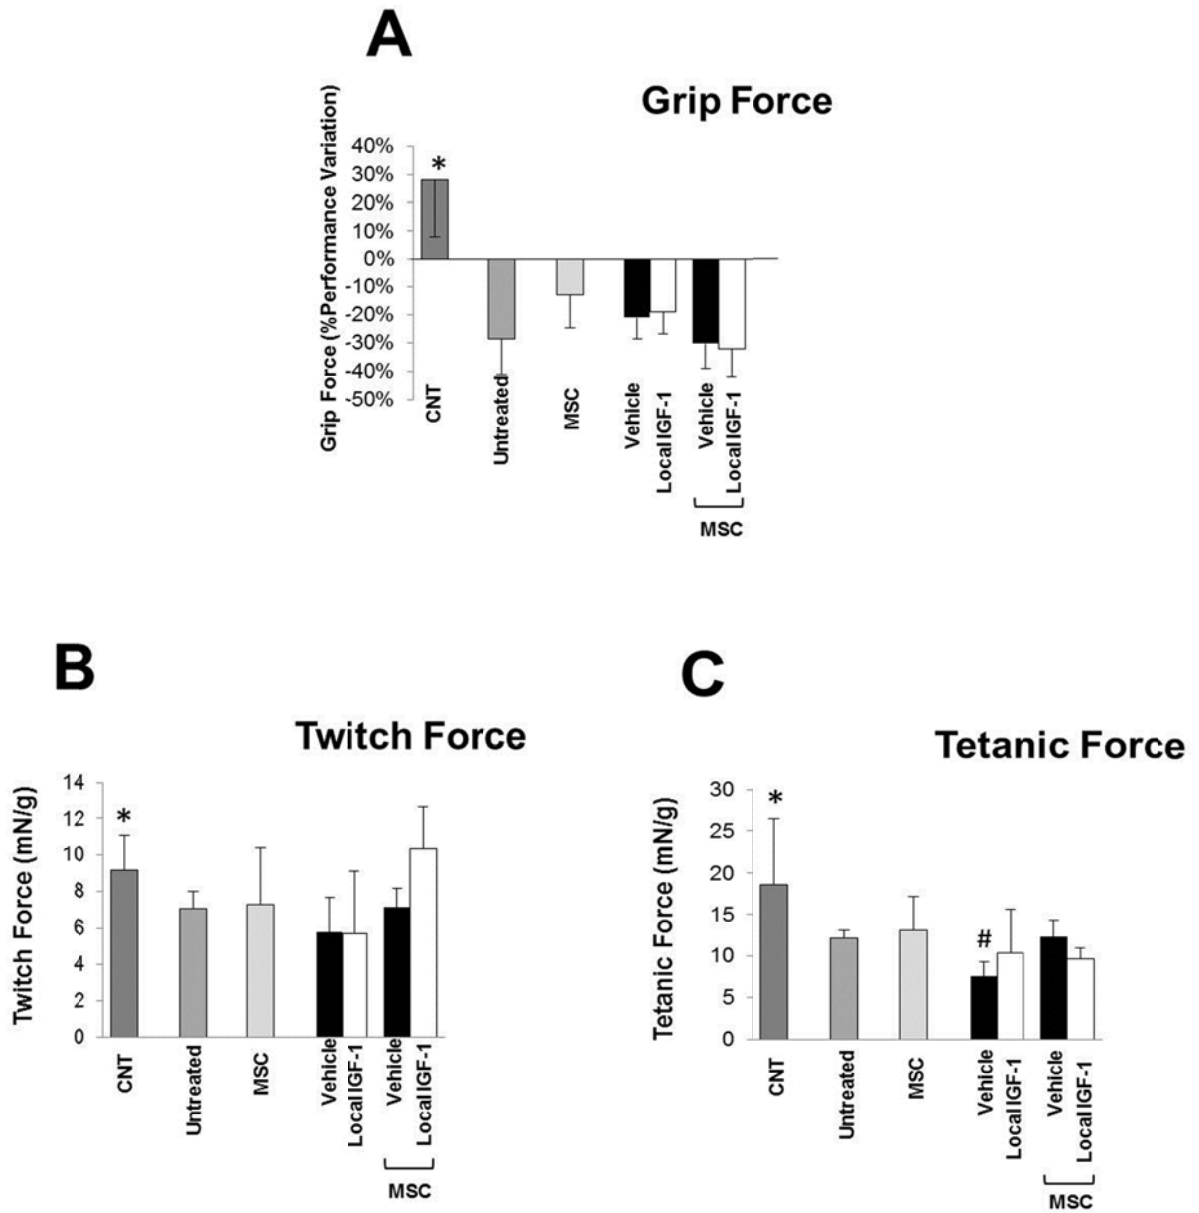 A
Grip Force
Grip Force (%Performance Variation)
40%
30%
20%
10%
0%
-10%
-20%
-30%
-40%
-50%
*
CNT
Untreated
MSC
Vehicle
Local IGF-1
Vehicle
Local IGF-1
MSC
B
Twitch Force
Twitch Force (mN/g)
14
12
10
8
6
4
2
0
*
CNT
Untreated
MSC
Vehicle
Local IGF-1
Vehicle
Local IGF-1
MSC
C
Tetanic Force
Tetanic Force (mN/g)
30
25
20
15
10
5
0
*
#
CNT
Untreated
MSC
Vehicle
Local IGF-1
Vehicle
Local IGF-1
MSC